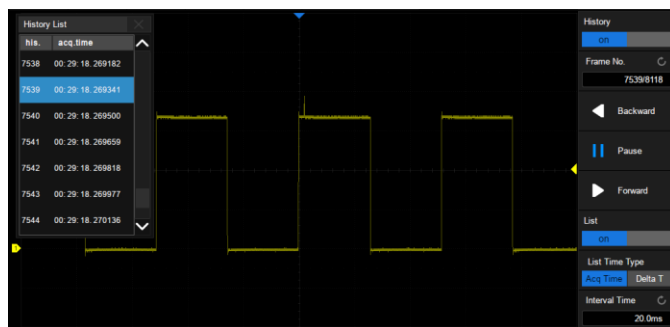 History List
his. acq.time
7538 00:29:18.269182
7539 00:29:18.269341
7540 00:29:18.269500
7541 00:29:18.269659
7542 00:29:18.269818
7543 00:29:18.269977
7544 00:29:18.270136
History
on
Frame No.
7539/8118
Backward
Pause
Forward
List
on
List Time Type
Acq Time Delta T
Interval Time
20.0ms